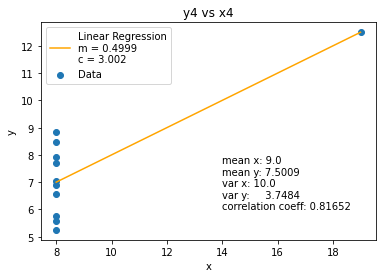 y4 vs x4
Linear Regression
m = 0.4999
c = 3.002
Data
12
11
10
9
8
7
6
5
y
mean x: 9.0
mean y: 7.5009
var x: 10.0
var y: 3.7484
correlation coeff: 0.81652
8 10 12 14 16 18
x